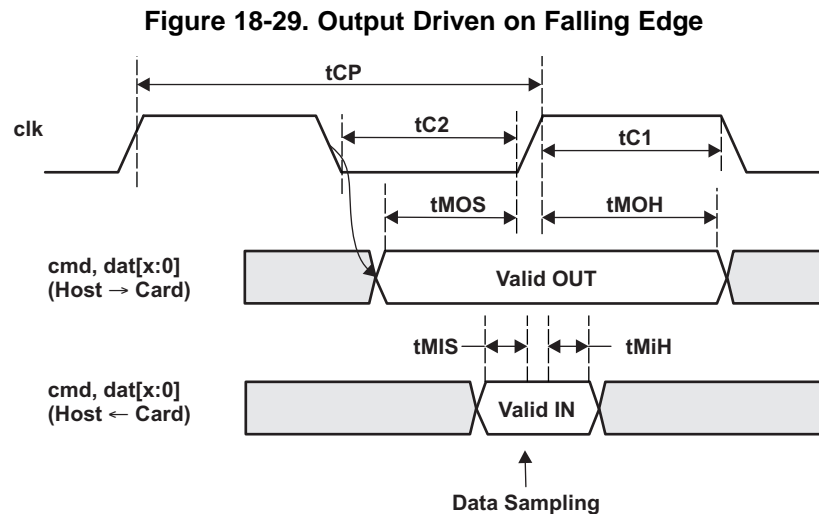 Figure 18-29. Output Driven on Falling Edge
tCP
clk
tC2
tC1
tMOS
tMOH
cmd, dat[x:0]
(Host → Card)
Valid OUT
tMIS
tMiH
cmd, dat[x:0]
(Host ← Card)
Valid IN
Data Sampling